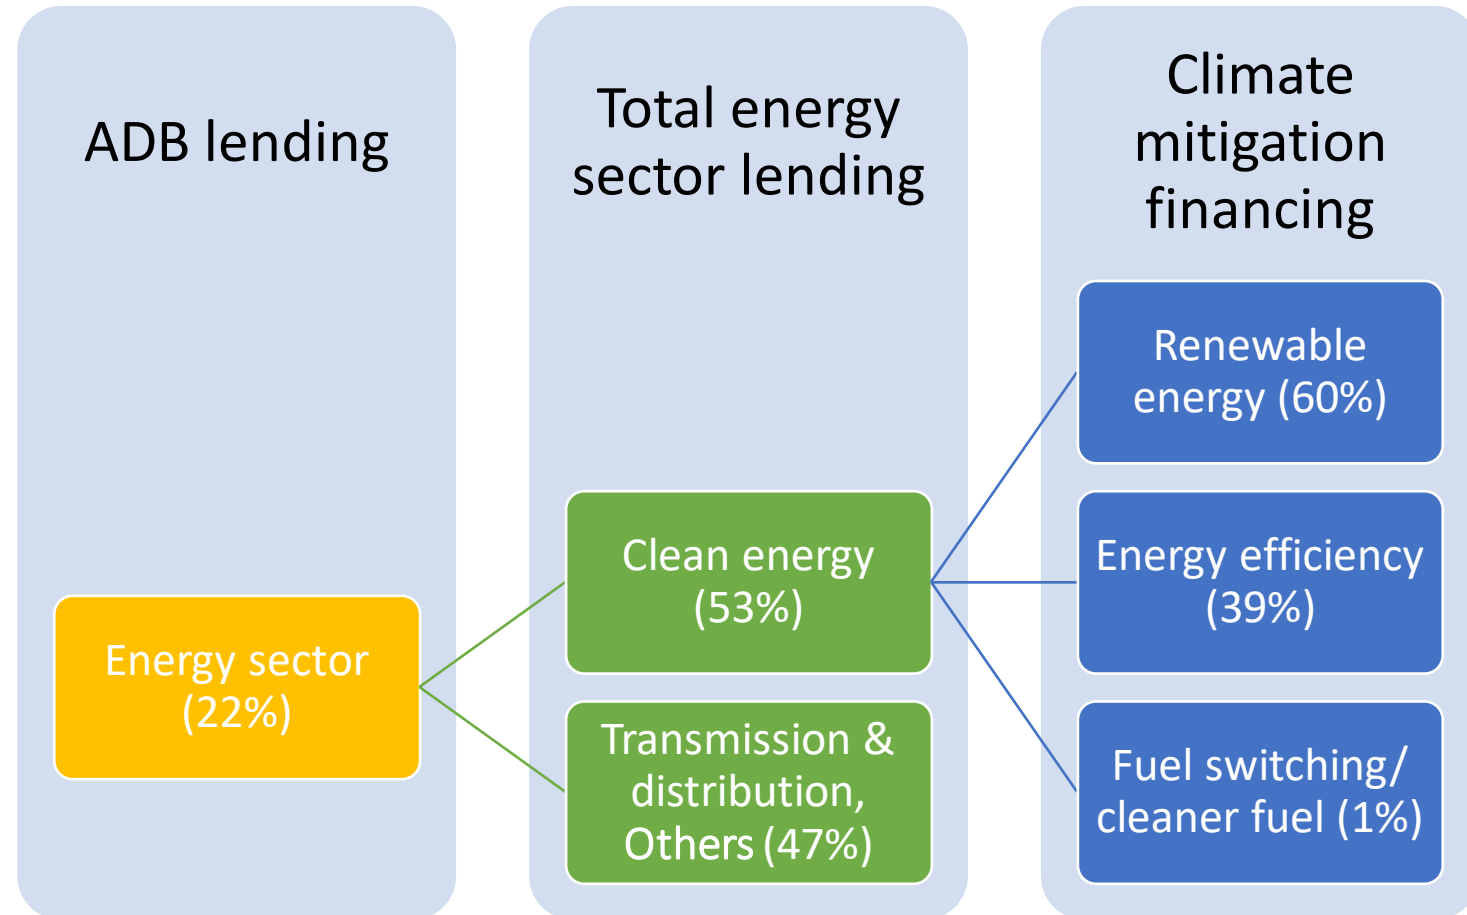 ADB lending
Energy sector
(22%)
Total energy
sector lending
Clean energy
(53%)
Transmission &
distribution,
Others (47%)
Climate
mitigation
financing
Renewable
energy (60%)
Energy efficiency
(39%)
Fuel switching/
cleaner fuel (1%)